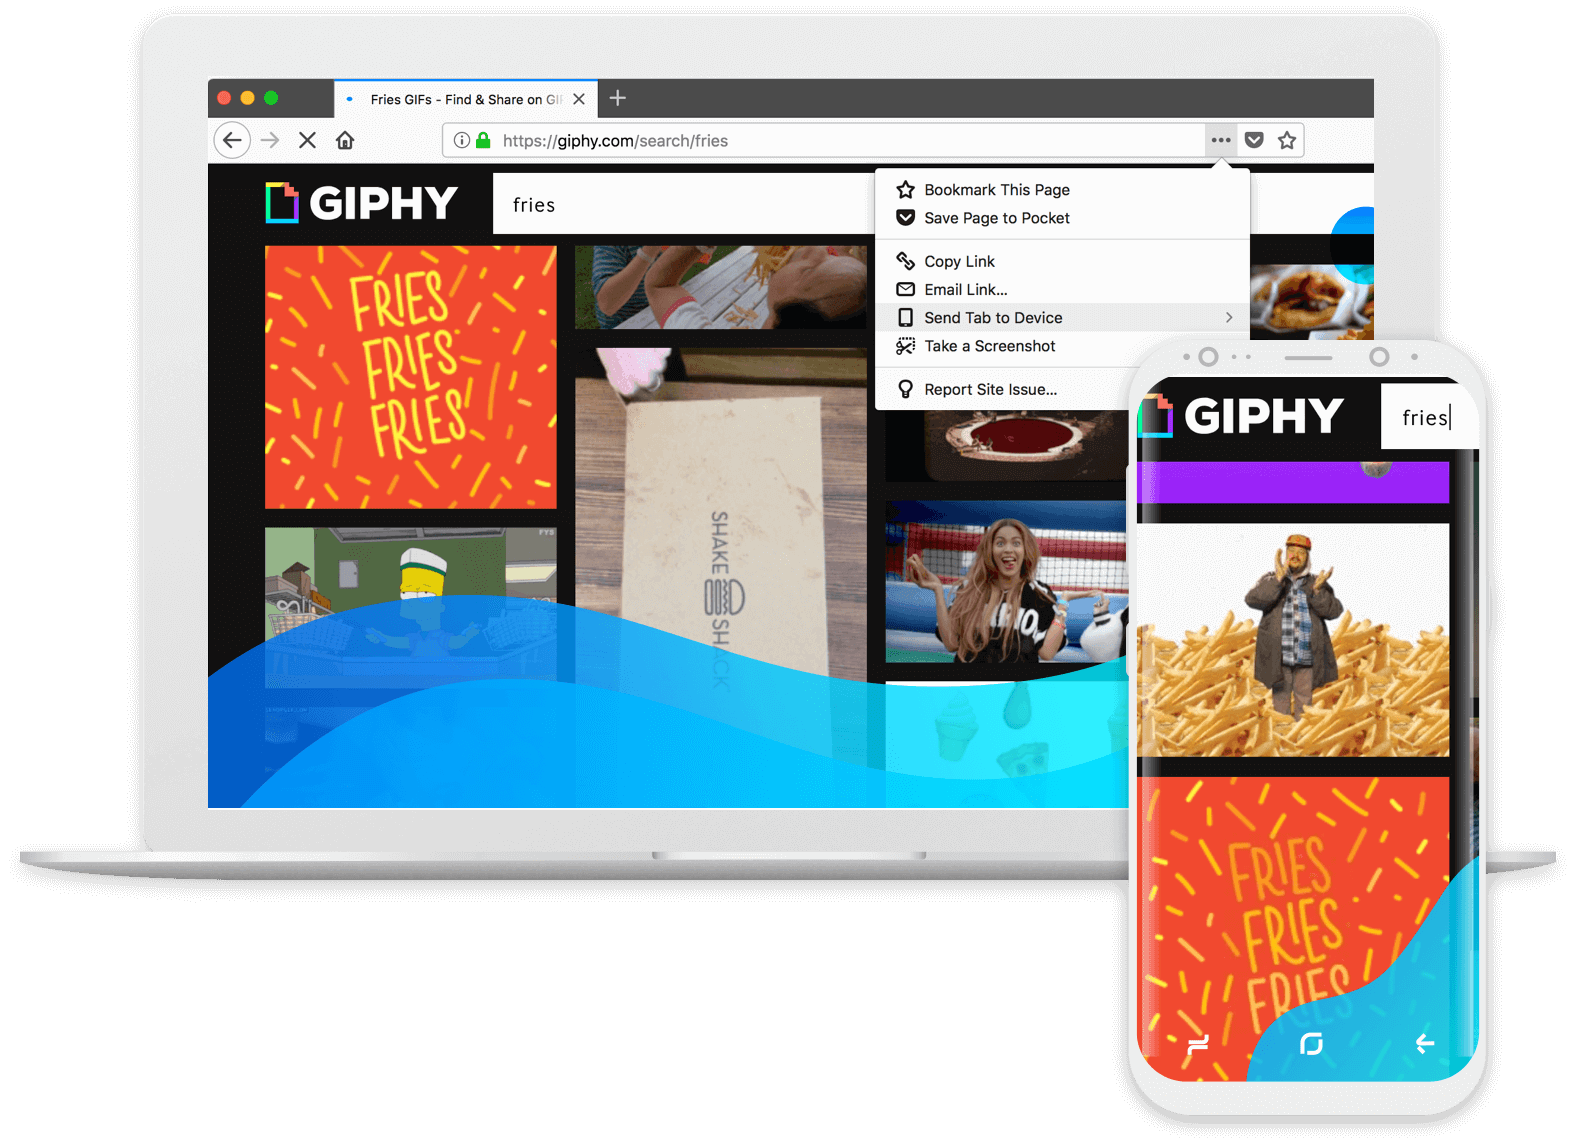 Fries GIFs - Find & Share on GI
https://giphy.com/search/fries
GIPHY
fries
Bookmark This Page
Save Page to Pocket
Copy Link
Email Link...
Send Tab to Device
Take a Screenshot
Report Site Issue...
FRIES
FRIES
FRIES
FYS
SHAKE SHACK
GIPHY
fries
FRIES
FRIES
FRIES